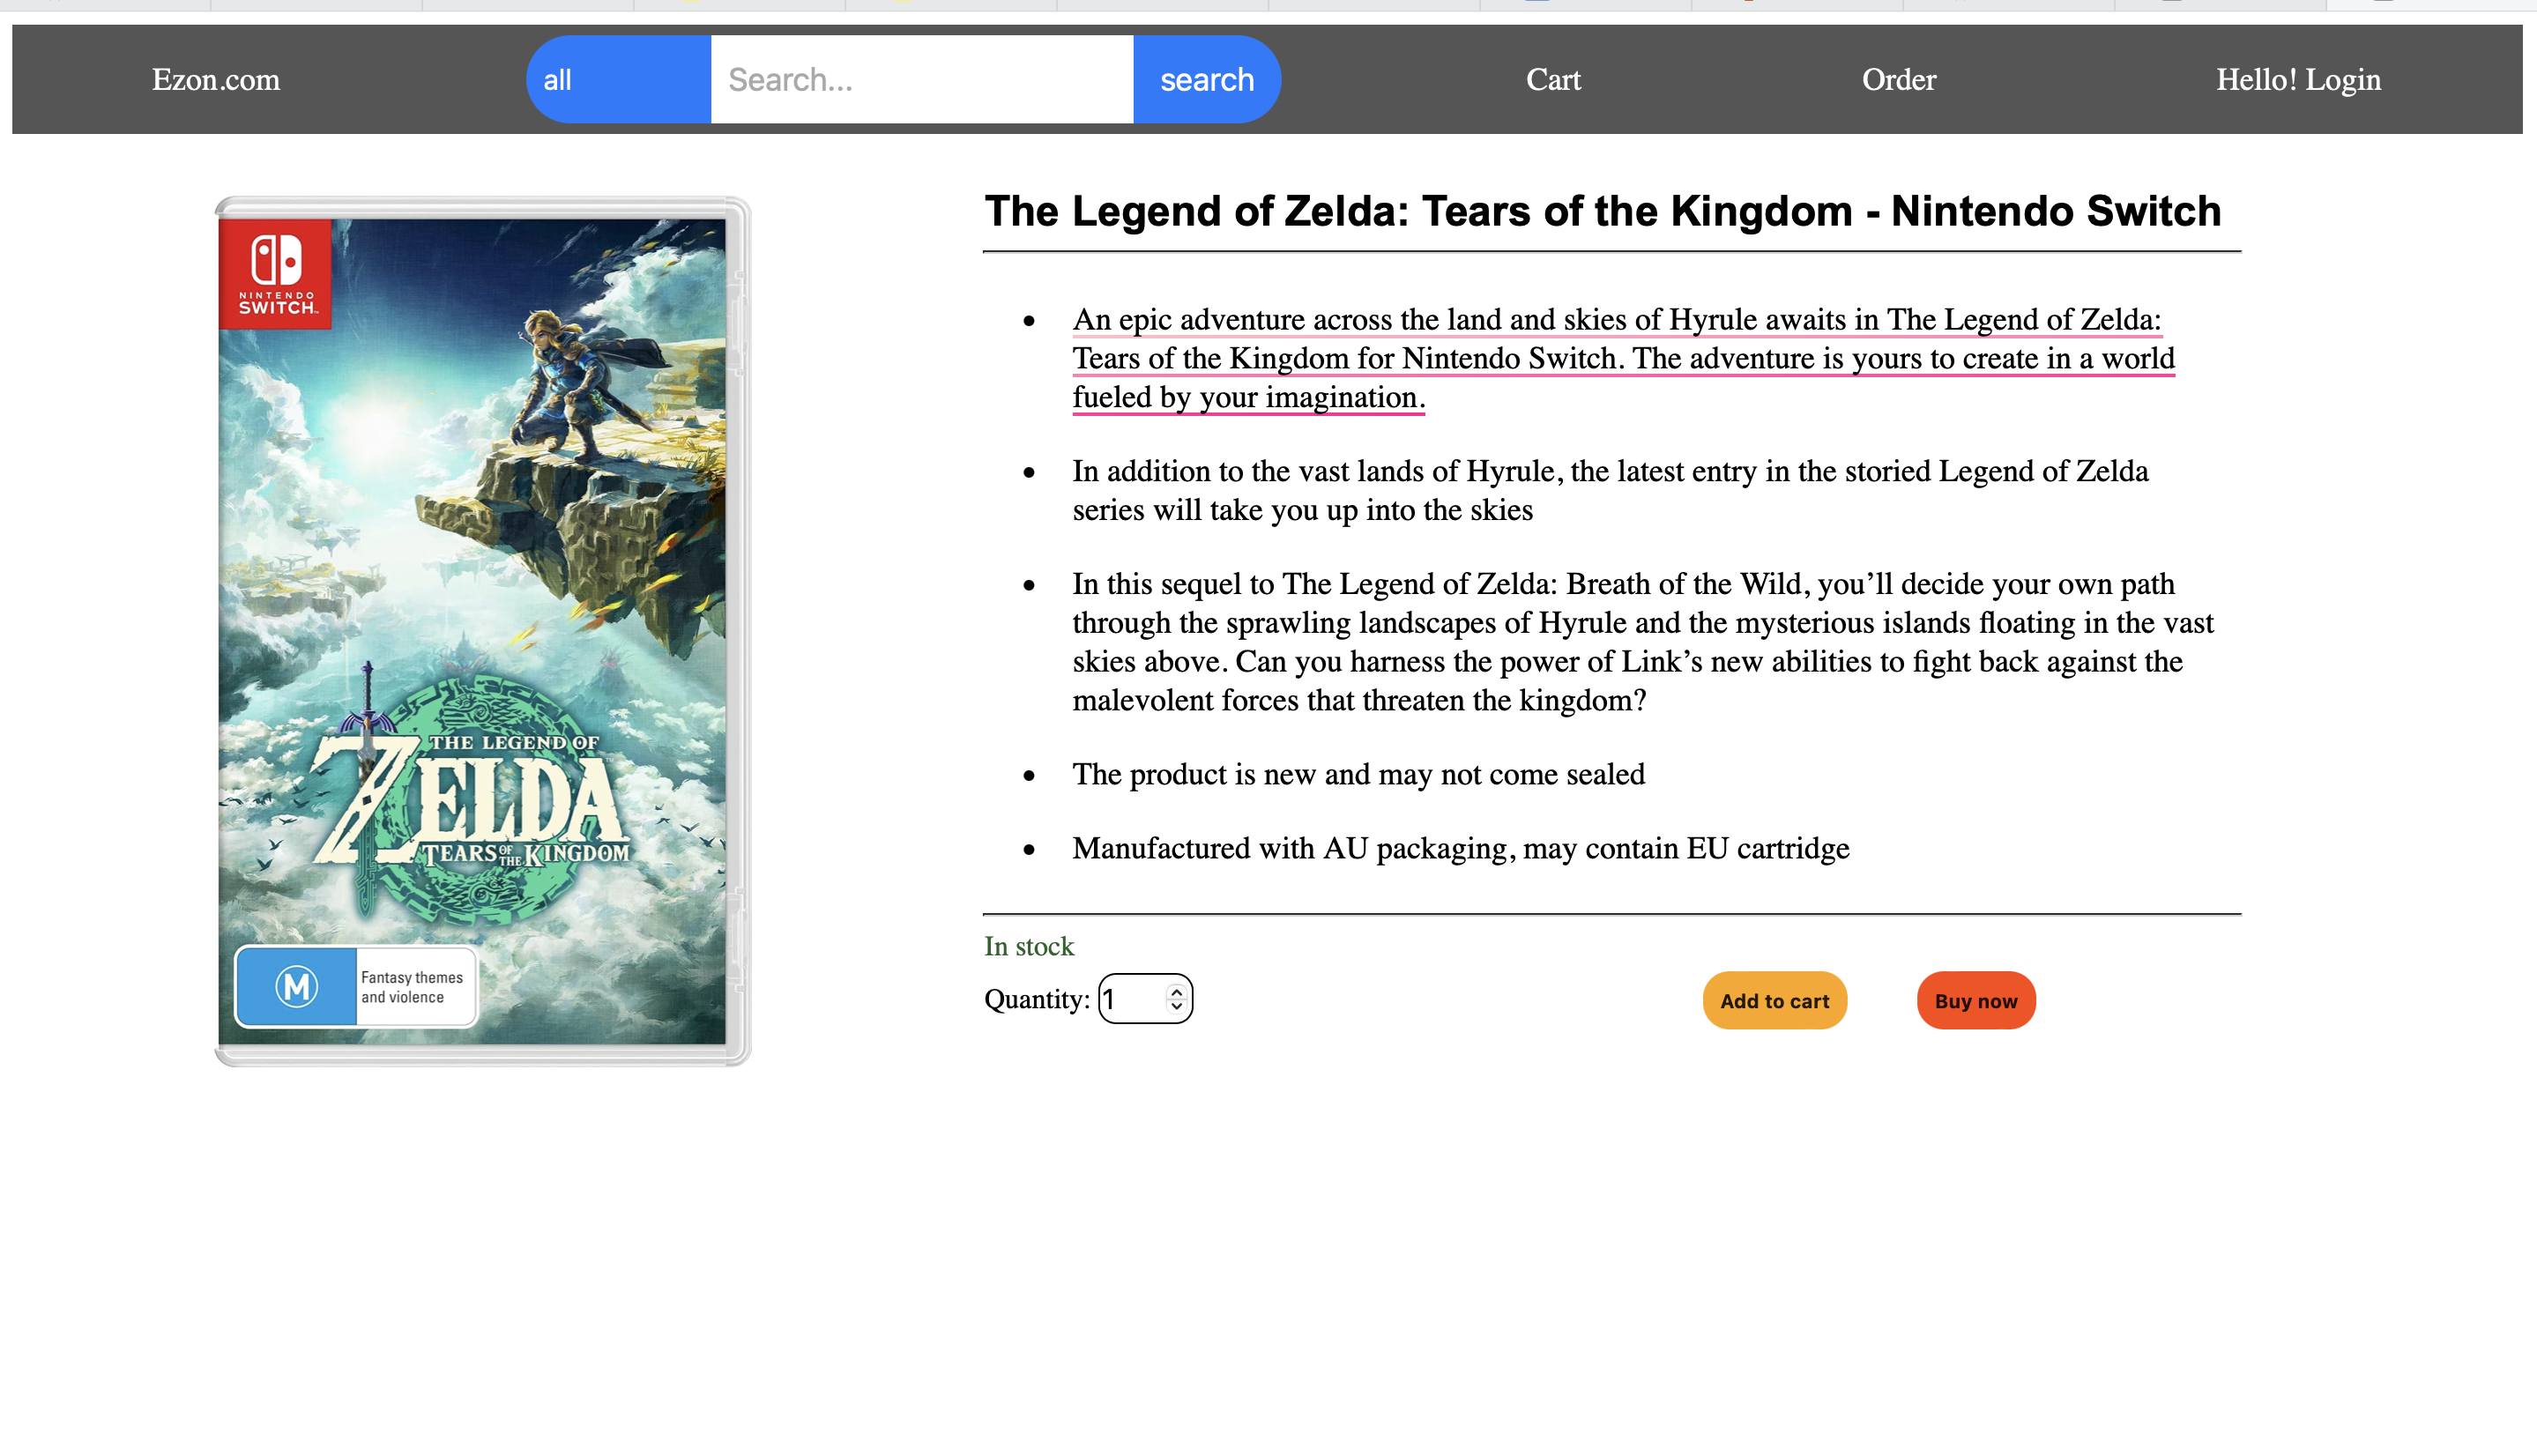 Ezon.com
all
Search...
search
Cart
Order
Hello! Login
NINTENDO
SWITCH™
THE LEGEND OF
ZELDA™
TEARS OF THE KINGDOM
M
Fantasy themes
and violence
The Legend of Zelda: Tears of the Kingdom - Nintendo Switch
• An epic adventure across the land and skies of Hyrule awaits in The Legend of Zelda:
Tears of the Kingdom for Nintendo Switch. The adventure is yours to create in a world
fueled by your imagination.
• In addition to the vast lands of Hyrule, the latest entry in the storied Legend of Zelda
series will take you up into the skies
• In this sequel to The Legend of Zelda: Breath of the Wild, you’ll decide your own path
through the sprawling landscapes of Hyrule and the mysterious islands floating in the vast
skies above. Can you harness the power of Link’s new abilities to fight back against the
malevolent forces that threaten the kingdom?
• The product is new and may not come sealed
• Manufactured with AU packaging, may contain EU cartridge
In stock
Quantity: 1
Add to cart
Buy now